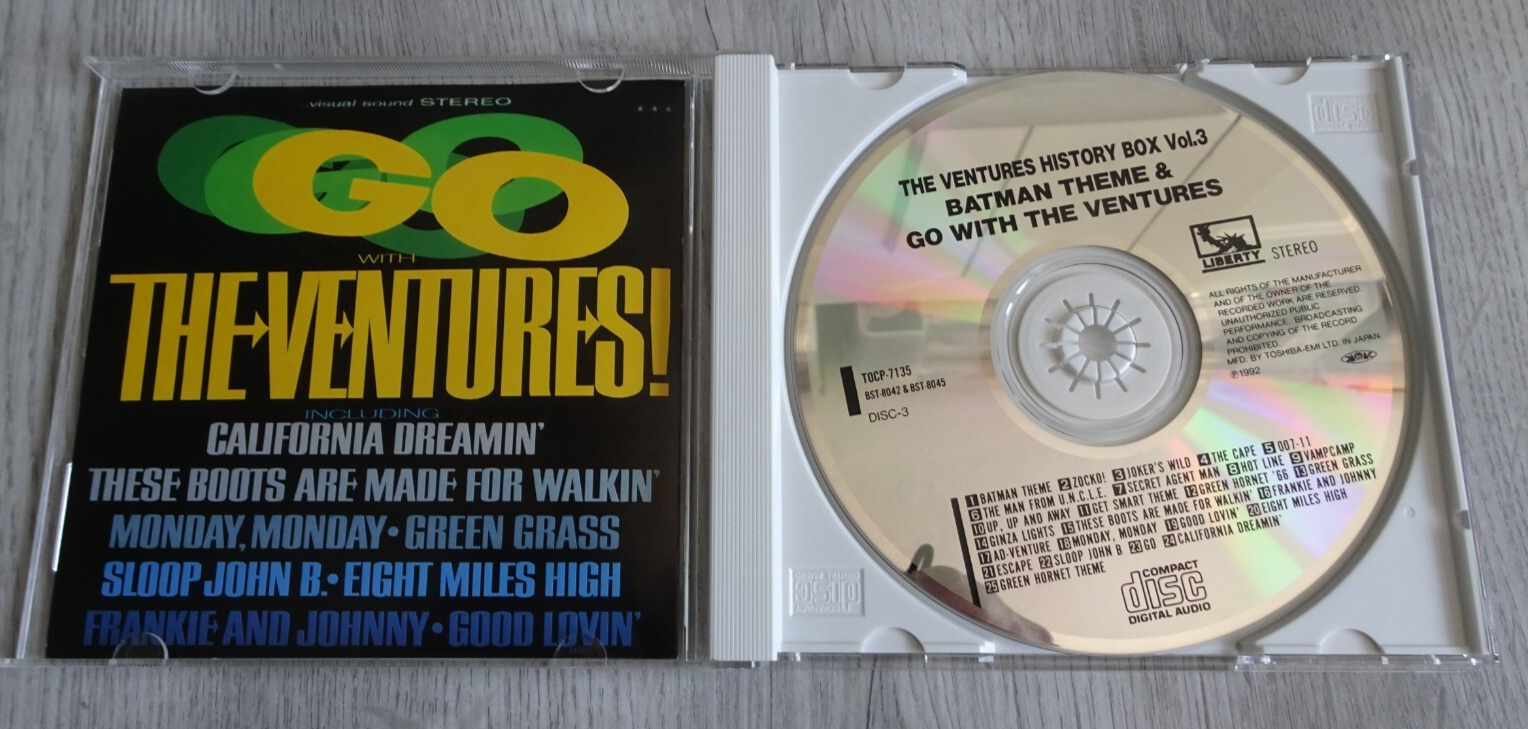 ...visual sound STEREO
GO
WITH
THE VENTURES!
INCLUDING
CALIFORNIA DREAMIN'
THESE BOOTS ARE MADE FOR WALKIN'
MONDAY, MONDAY • GREEN GRASS
SLOOP JOHN B. • EIGHT MILES HIGH
FRANKIE AND JOHNNY • GOOD LOVIN'
THE VENTURES HISTORY BOX Vol.3
BATMAN THEME &
GO WITH THE VENTURES
LIBERTY
STEREO
ALL RIGHTS OF THE MANUFACTURER
AND OF THE OWNER OF THE
RECORDED WORK ARE RESERVED
UNAUTHORIZED PUBLIC
PERFORMANCE, BROADCASTING
AND COPYING OF THE RECORD
PROHIBITED.
MFD. BY TOSHIBA-EMI LTD. IN JAPAN.
℗1992
TOCP-7135
BST-8042 & BST-8045
DISC-3
1 BATMAN THEME 2 ZOCKO! 3 JOKER'S WILD 4 THE CAPE 5 007-11
6 THE MAN FROM U.N.C.L.E. 7 SECRET AGENT MAN 8 HOT LINE 9 VAMPCAMP
10 UP, UP AND AWAY 11 GET SMART THEME 12 GREEN HORNET '66 13 GREEN GRASS
14 GINZA LIGHTS 15 THESE BOOTS ARE MADE FOR WALKIN' 16 FRANKIE AND JOHNNY
17 AD-VENTURE 18 MONDAY, MONDAY 19 GOOD LOVIN' 20 EIGHT MILES HIGH
21 ESCAPE 22 SLOOP JOHN B 23 GO 24 CALIFORNIA DREAMIN'
25 GREEN HORNET THEME
COMPACT
disc
DIGITAL AUDIO
disc
COMPACT
disc
DIGITAL AUDIO